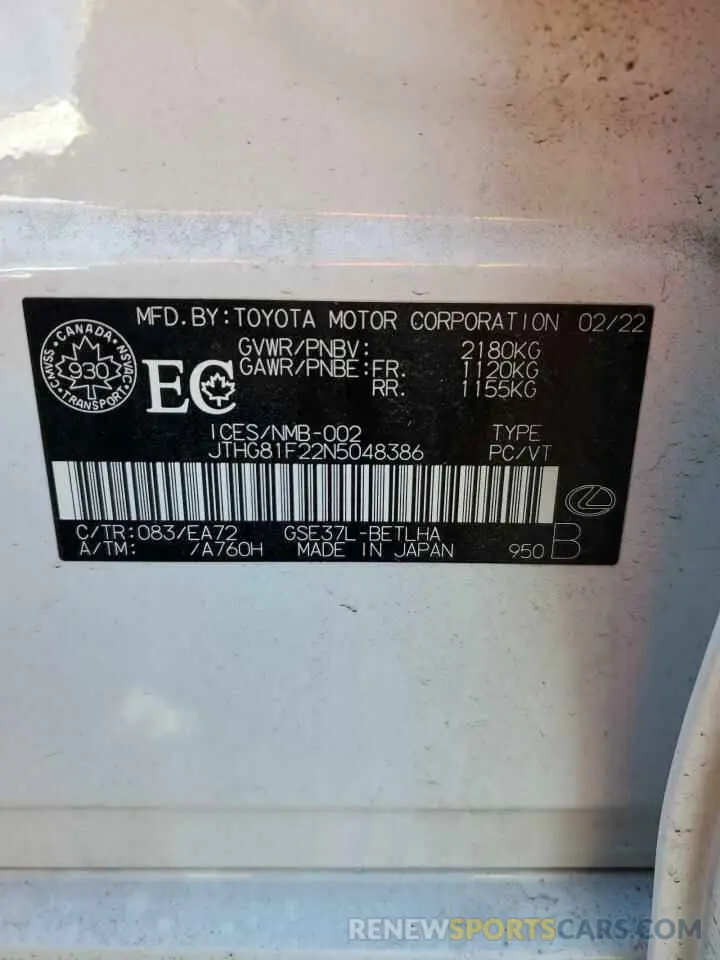 MFD.BY:TOYOTA MOTOR CORPORATION 02/22
CANADA
CMVSS 930 NSVAC
TRANSPORT
EC
GVWR/PNBV: 2180KG
GAWR/PNBE:FR. 1120KG
RR. 1155KG
ICES/NMB-002 TYPE
JTHG81F22N5048386 PC/VT
C/TR:083/EA72 GSE37L-BETLHA
A/TM: /A760H MADE IN JAPAN 950 B
RENEWSPORTSCARS.COM